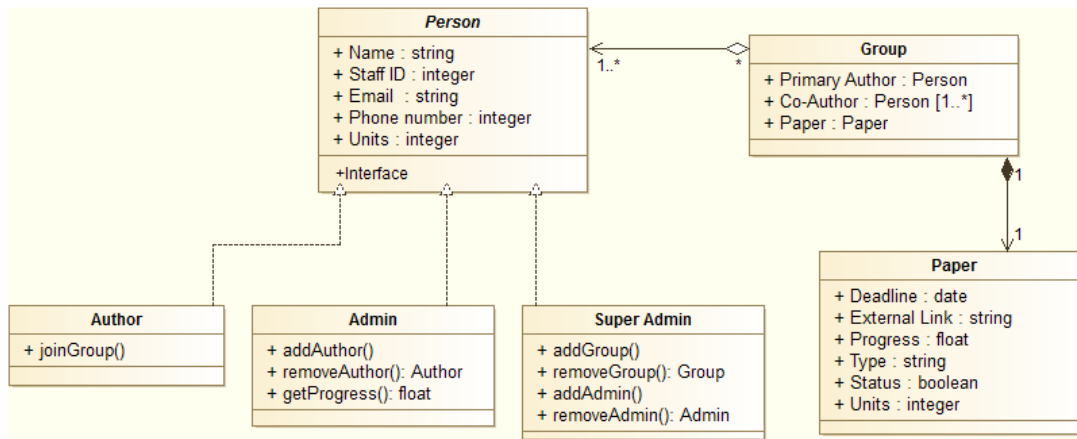 Person
+ Name : string
+ Staff ID : integer
+ Email : string
+ Phone number : integer
+ Units : integer
+Interface
1..*
*
Group
+ Primary Author : Person
+ Co-Author : Person [1..*]
+ Paper : Paper
1
1
Paper
+ Deadline : date
+ External Link : string
+ Progress : float
+ Type : string
+ Status : boolean
+ Units : integer
Author
+ joinGroup()
Admin
+ addAuthor()
+ removeAuthor(): Author
+ getProgress(): float
Super Admin
+ addGroup()
+ removeGroup(): Group
+ addAdmin()
+ removeAdmin(): Admin